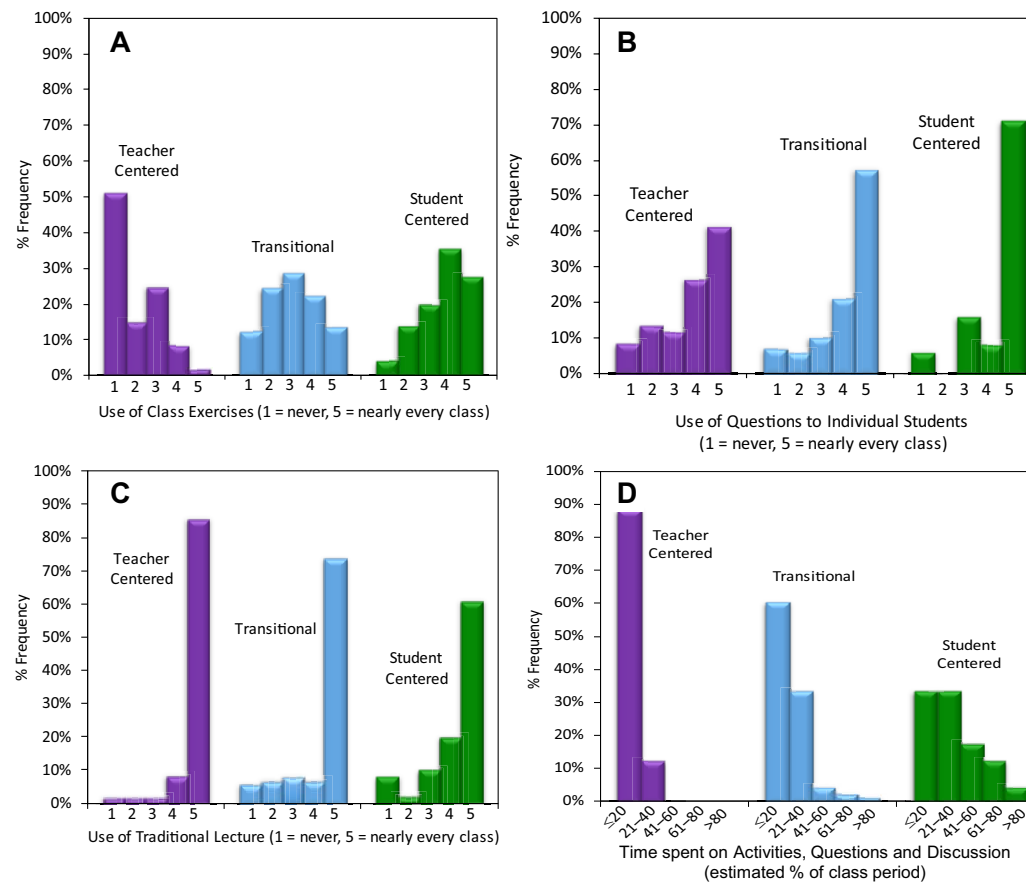 A
100%
90%
80%
70%
60%
50%
40%
30%
20%
10%
0%
% Frequency
Teacher
Centered
Transitional
Student
Centered
1 2 3 4 5 1 2 3 4 5 1 2 3 4 5
Use of Class Exercises (1 = never, 5 = nearly every class)
B
100%
90%
80%
70%
60%
50%
40%
30%
20%
10%
0%
% Frequency
Teacher
Centered
Transitional
Student
Centered
1 2 3 4 5 1 2 3 4 5 1 2 3 4 5
Use of Questions to Individual Students
(1 = never, 5 = nearly every class)
C
100%
90%
80%
70%
60%
50%
40%
30%
20%
10%
0%
% Frequency
Teacher
Centered
Transitional
Student
Centered
1 2 3 4 5 1 2 3 4 5 1 2 3 4 5
Use of Traditional Lecture (1 = never, 5 = nearly every class)
D
100%
90%
80%
70%
60%
50%
40%
30%
20%
10%
0%
% Frequency
Teacher
Centered
Transitional
Student
Centered
≤20 21–40 41–60 61–80 >80 ≤20 21–40 41–60 61–80 >80 ≤20 21–40 41–60 61–80 >80
Time spent on Activities, Questions and Discussion
(estimated % of class period)